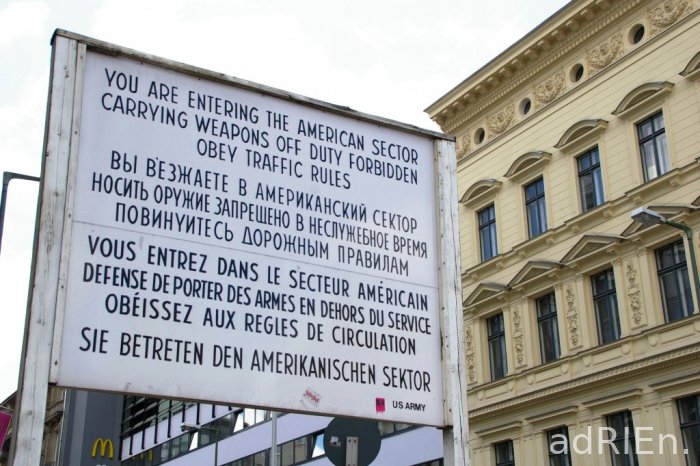 YOU ARE ENTERING THE AMERICAN SECTOR
CARRYING WEAPONS OFF DUTY FORBIDDEN
OBEY TRAFFIC RULES
ВЫ ВЪЕЗЖАЕТЕ В АМЕРИКАНСКИЙ СЕКТОР
НОСИТЬ ОРУЖИЕ ЗАПРЕЩЕНО В НЕСЛУЖЕБНОЕ ВРЕМЯ
ПОВИНУЙТЕСЬ ДОРОЖНЫМ ПРАВИЛАМ
VOUS ENTREZ DANS LE SECTEUR AMÉRICAIN
DEFENSE DE PORTER DES ARMES EN DEHORS DU SERVICE
OBÉISSEZ AUX REGLES DE CIRCULATION
SIE BETRETEN DEN AMERIKANISCHEN SEKTOR
US ARMY
adRIEn.